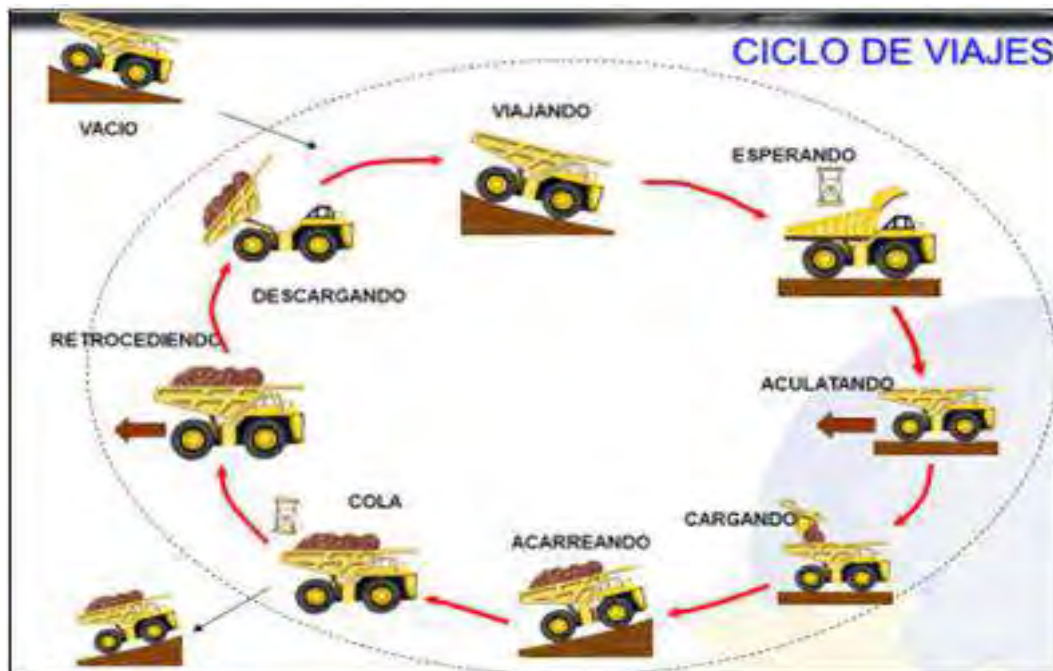 CICLO DE VIAJES
VACIO
VIAJANDO
ESPERANDO
DESCARGANDO
RETROCEDIENDO
ACULATANDO
COLA
CARGANDO
ACARREANDO